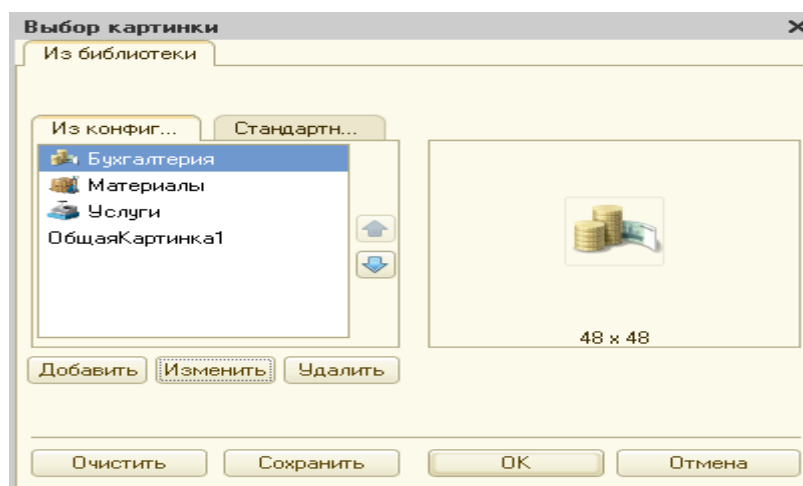 Выбор картинки
Из библиотеки
Из конфиг... Стандартн...
Бухгалтерия
Материалы
Услуги
ОбщаяКартинка1
48 x 48
Добавить Изменить Удалить
Очистить Сохранить OK Отмена